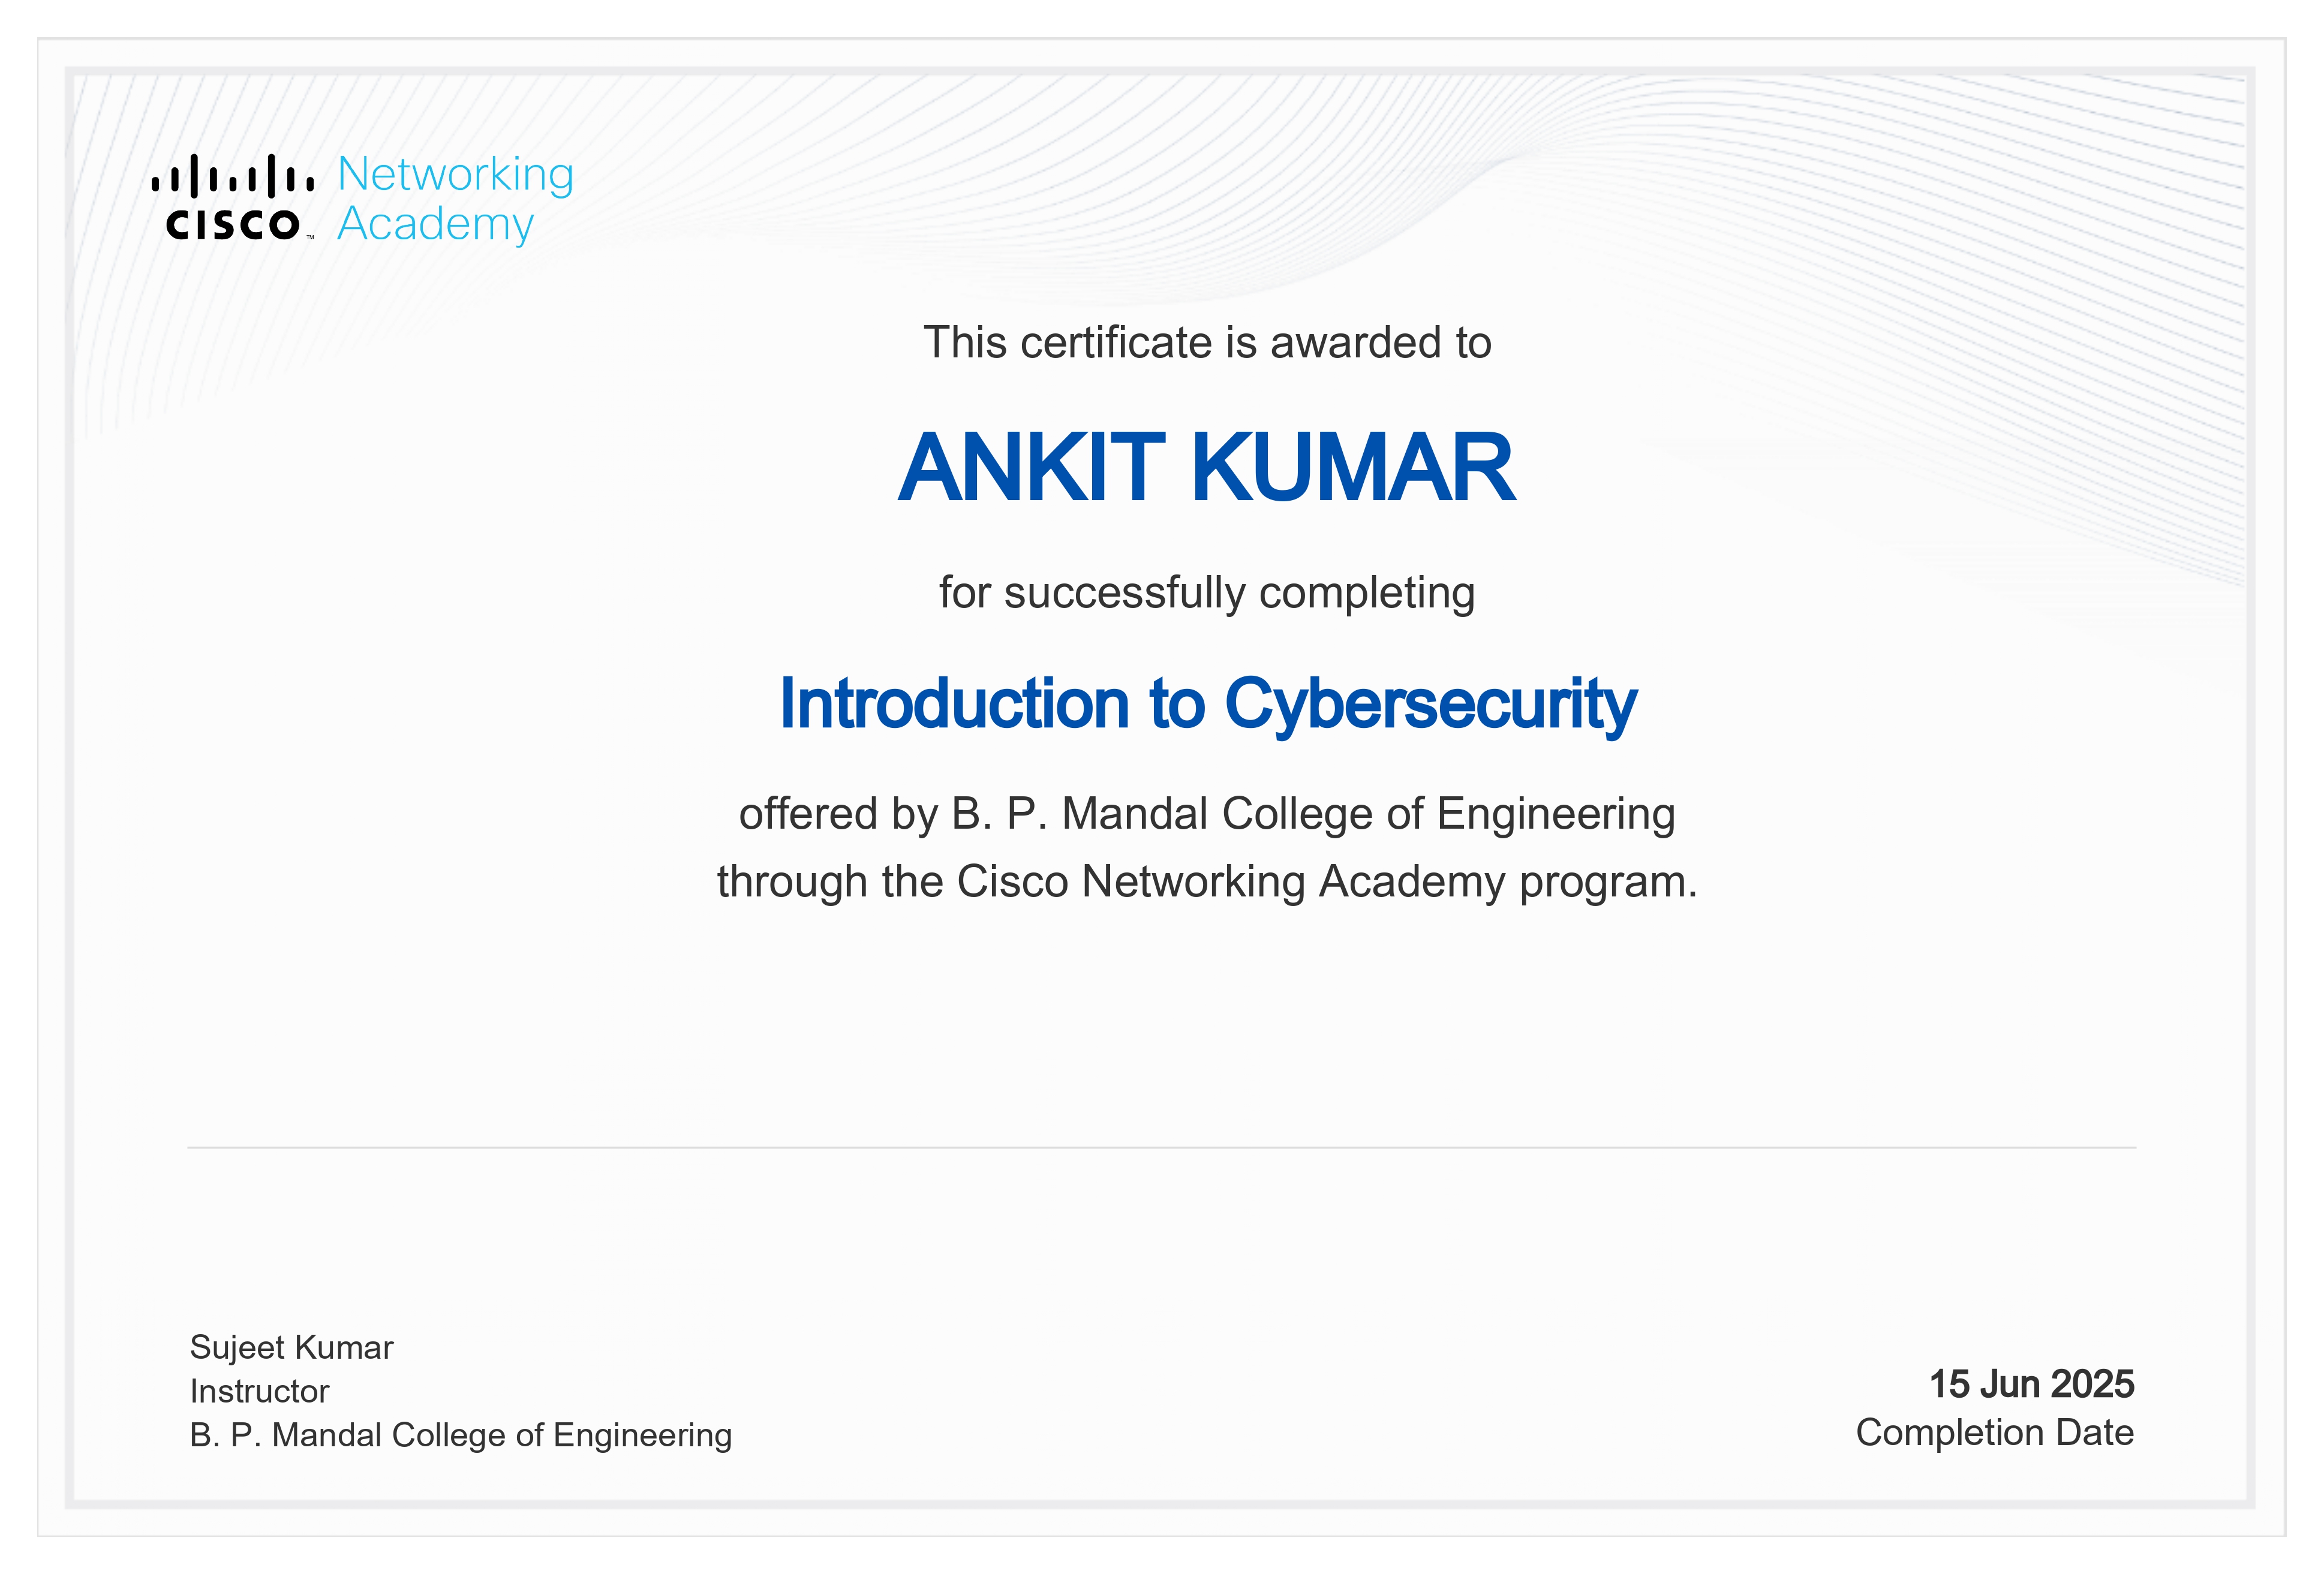 Networking
Academy
CISCO™
This certificate is awarded to
ANKIT KUMAR
for successfully completing
Introduction to Cybersecurity
offered by B. P. Mandal College of Engineering
through the Cisco Networking Academy program.
Sujeet Kumar
Instructor
B. P. Mandal College of Engineering
15 Jun 2025
Completion Date